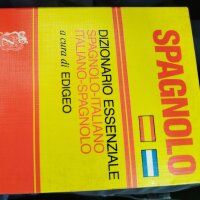 SPAGNOLO
DIZIONARIO ESSENZIALE
SPAGNOLO-ITALIANO
ITALIANO-SPAGNOLO
a cura di EDIGEO